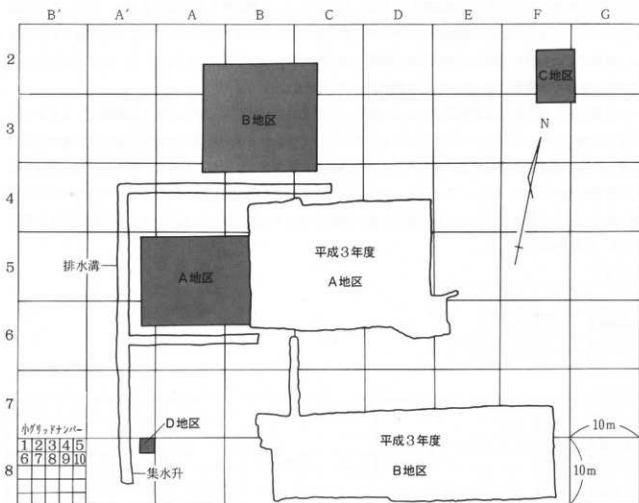 B′ A′ A B C D E F G
2
C地区
3
B地区
N
4
平成3年度
排水溝
A地区
5
A地区
6
7
小グリッドナンバー
D地区
10m
1 2 3 4 5
平成3年度
6 7 8 9 10
8
集水升
B地区
10m